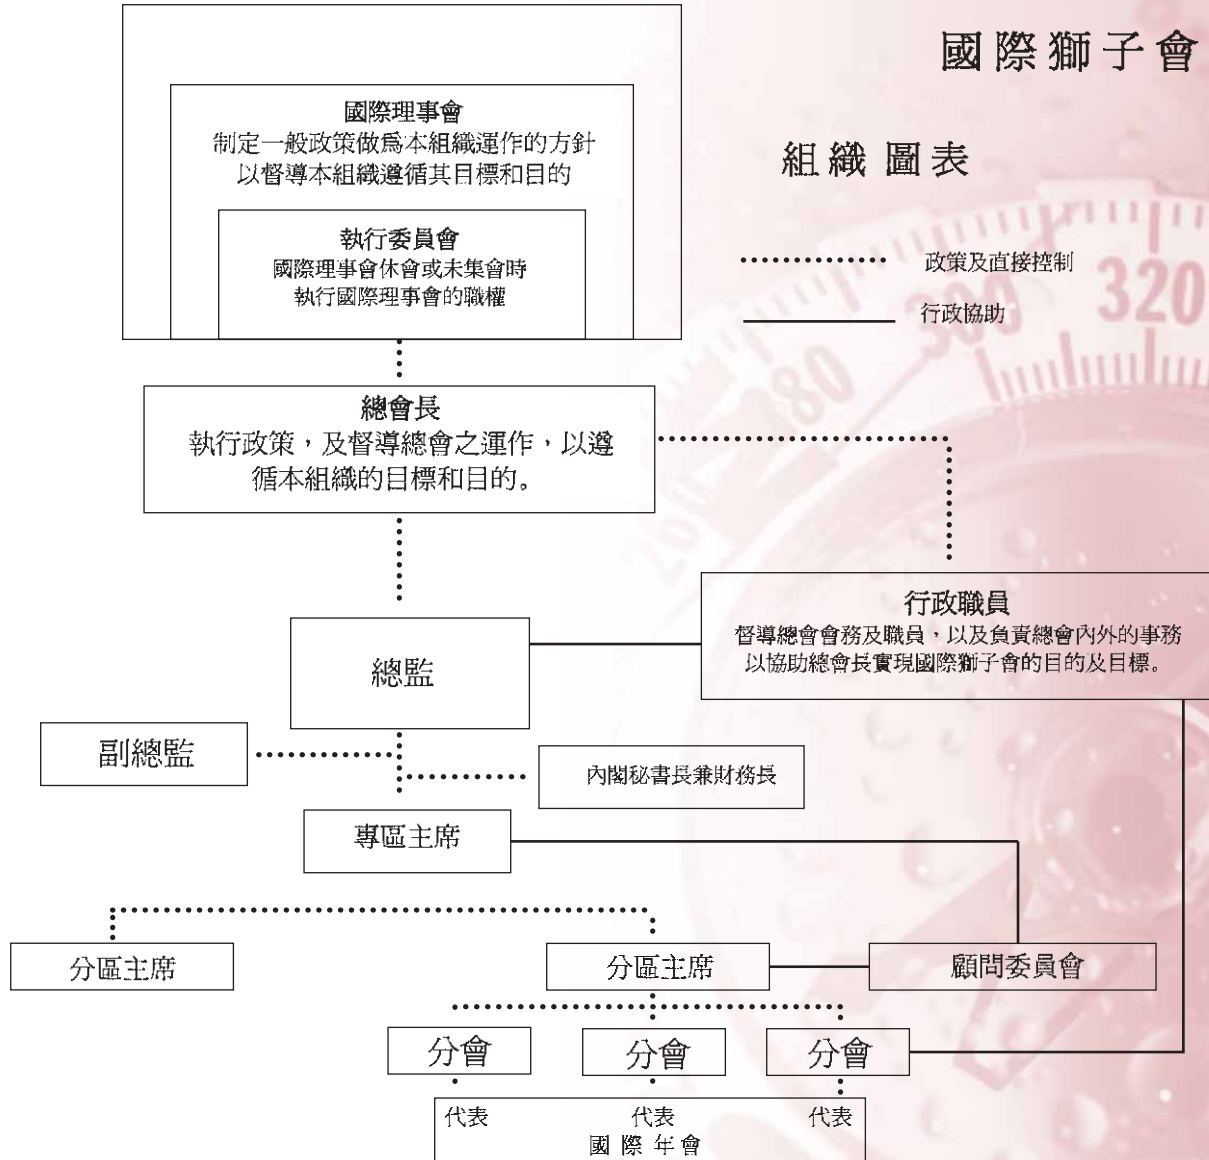 國際獅子會
組織 圖表
國際理事會
制定一般政策做爲本組織運作的方針
以督導本組織遵循其目標和目的
執行委員會
國際理事會休會或未集會時
執行國際理事會的職權
政策及直接控制
行政協助
總會長
執行政策，及督導總會之運作，以遵
循本組織的目標和目的。
行政職員
督導總會會務及職員，以及負責總會內外的事務
以協助總會長實現國際獅子會的目的及目標。
總監
副總監
內閣秘書長兼財務長
專區主席
分區主席
分區主席
顧問委員會
分會
分會
分會
代表
代表
代表
國際年會
260
280
300
320